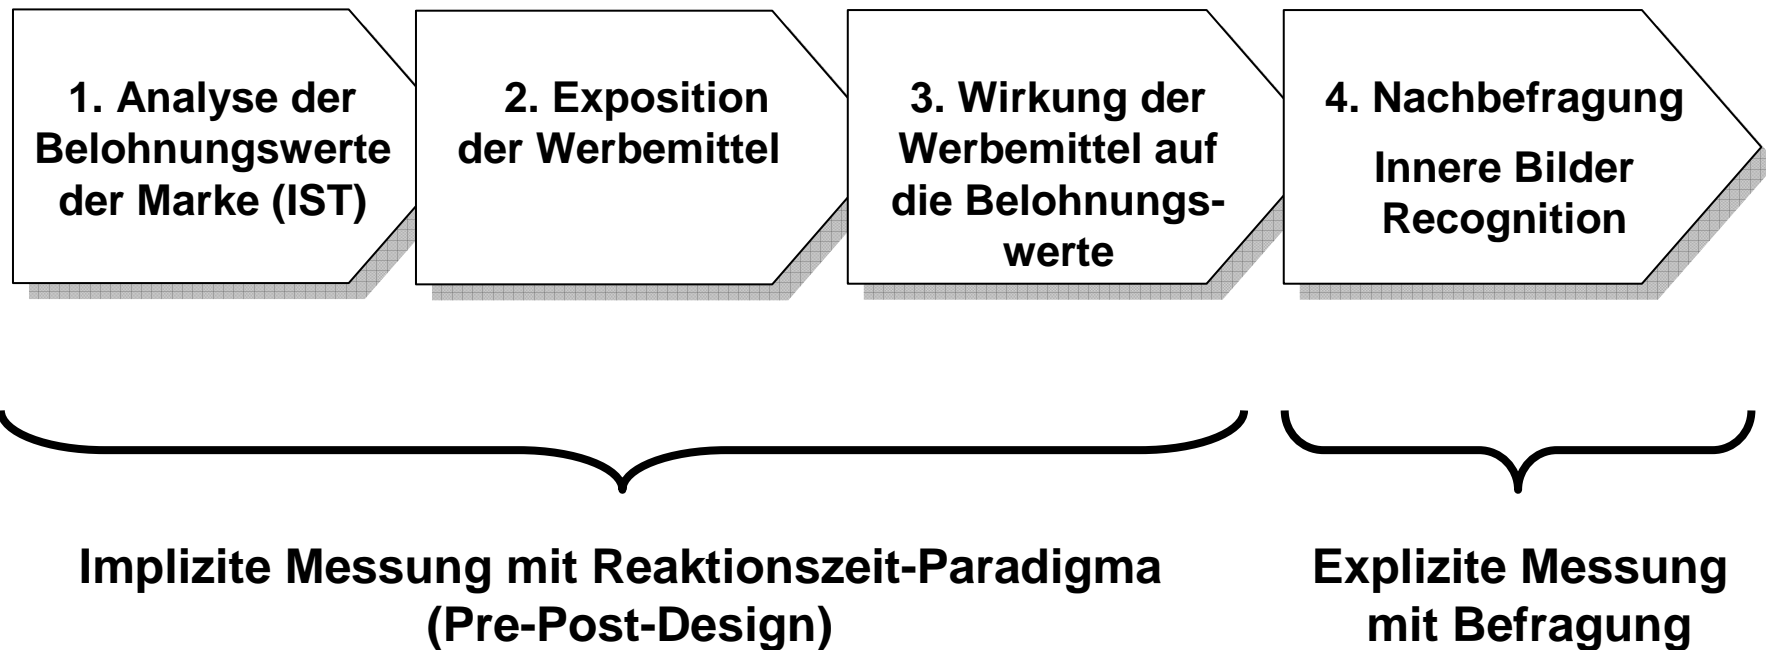 1. Analyse der
Belohnungswerte
der Marke (IST)
2. Exposition
der Werbemittel
3. Wirkung der
Werbemittel auf
die Belohnungs-
werte
4. Nachbefragung
Innere Bilder
Recognition
Implizite Messung mit Reaktionszeit-Paradigma
(Pre-Post-Design)
Explizite Messung
mit Befragung